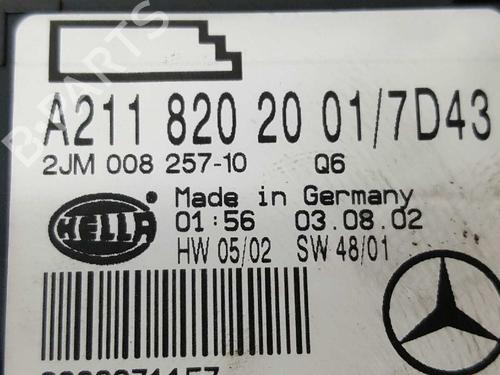 B-PARTS
A211 820 20 01/7D43
2JM 008 257-10 Q6
HELLA
Made in Germany
01:56 03.08.02
HW 05/02 SW 48/01